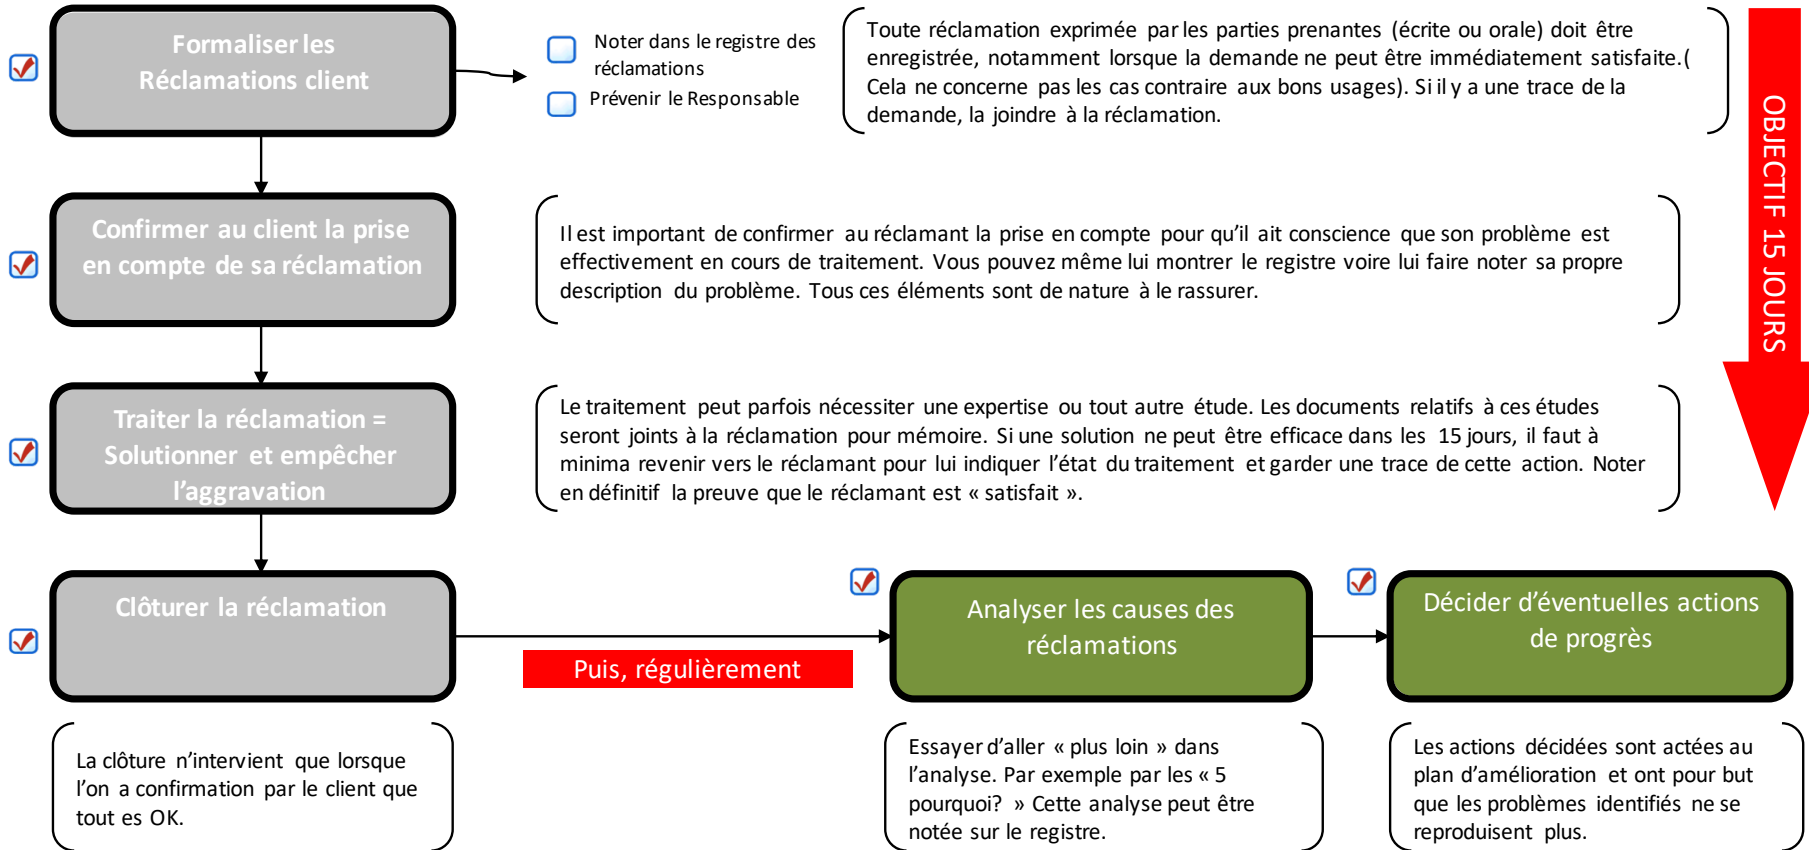 Formaliser les
Réclamations client
Noter dans le registre des
réclamations
Prévenir le Responsable
Toute réclamation exprimée par les parties prenantes (écrite ou orale) doit être
enregistrée, notamment lorsque la demande ne peut être immédiatement satisfaite.(
Cela ne concerne pas les cas contraire aux bons usages). Si il y a une trace de la
demande, la joindre à la réclamation.
OBJECTIF 15 JOURS
Confirmer au client la prise
en compte de sa réclamation
Il est important de confirmer au réclamant la prise en compte pour qu’il ait conscience que son problème est
effectivement en cours de traitement. Vous pouvez même lui montrer le registre voire lui faire noter sa propre
description du problème. Tous ces éléments sont de nature à le rassurer.
Traiter la réclamation =
Solutionner et empêcher
l’aggravation
Le traitement peut parfois nécessiter une expertise ou tout autre étude. Les documents relatifs à ces études
seront joints à la réclamation pour mémoire. Si une solution ne peut être efficace dans les 15 jours, il faut à
minima revenir vers le réclamant pour lui indiquer l’état du traitement et garder une trace de cette action. Noter
en définitif la preuve que le réclamant est « satisfait ».
Clôturer la réclamation
Puis, régulièrement
Analyser les causes des
réclamations
Décider d’éventuelles actions
de progrès
La clôture n’intervient que lorsque
l’on a confirmation par le client que
tout es OK.
Essayer d’aller « plus loin » dans
l’analyse. Par exemple par les « 5
pourquoi? » Cette analyse peut être
notée sur le registre.
Les actions décidées sont actées au
plan d’amélioration et ont pour but
que les problèmes identifiés ne se
reproduisent plus.